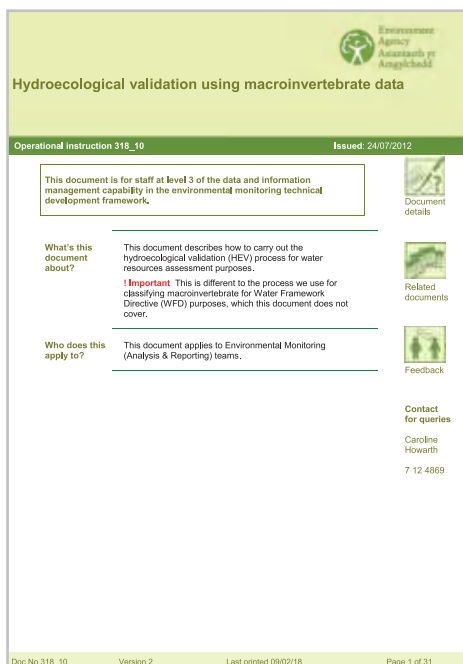 Environment
Agency
Asiantaeth yr
Amgylchedd
Hydroecological validation using macroinvertebrate data
Operational instruction 318_10 Issued: 24/07/2012
This document is for staff at level 3 of the data and information
management capability in the environmental monitoring technical
development framework.
Document
details
What's this
document
about?
This document describes how to carry out the
hydroecological validation (HEV) process for water
resources assessment purposes.
! Important This is different to the process we use for
classifying macroinvertebrate for Water Framework
Directive (WFD) purposes, which this document does not
cover.
Related
documents
Who does this
apply to?
This document applies to Environmental Monitoring
(Analysis & Reporting) teams.
Feedback
Contact
for queries
Caroline
Howarth
7 12 4869
Doc No 318_10 Version 2 Last printed 09/02/18 Page 1 of 31